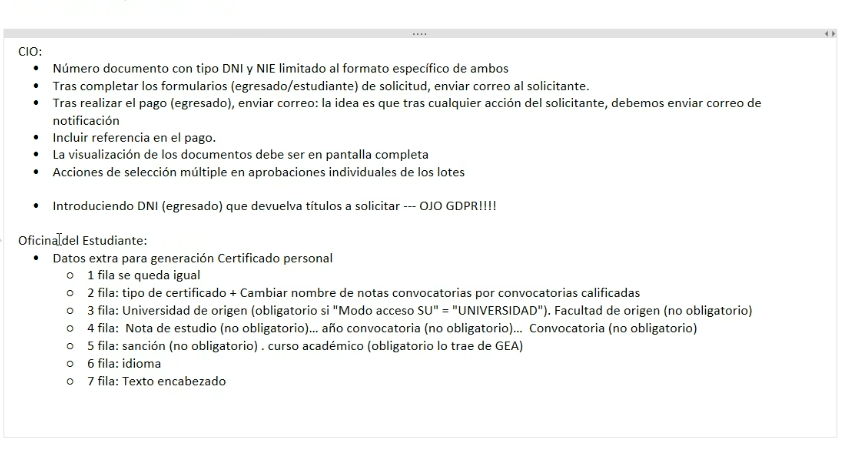 CIO:
• Número documento con tipo DNI y NIE limitado al formato específico de ambos
• Tras completar los formularios (egresado/estudiante) de solicitud, enviar correo al solicitante.
• Tras realizar el pago (egresado), enviar correo: la idea es que tras cualquier acción del solicitante, debemos enviar correo de
notificación
• Incluir referencia en el pago.
• La visualización de los documentos debe ser en pantalla completa
• Acciones de selección múltiple en aprobaciones individuales de los lotes
• Introduciendo DNI (egresado) que devuelva títulos a solicitar --- OJO GDPR!!!!
Oficina del Estudiante:
• Datos extra para generación Certificado personal
o 1 fila se queda igual
o 2 fila: tipo de certificado + Cambiar nombre de notas convocatorias por convocatorias calificadas
o 3 fila: Universidad de origen (obligatorio si "Modo acceso SU" = "UNIVERSIDAD"). Facultad de origen (no obligatorio)
o 4 fila: Nota de estudio (no obligatorio)... año convocatoria (no obligatorio)... Convocatoria (no obligatorio)
o 5 fila: sanción (no obligatorio) . curso académico (obligatorio lo trae de GEA)
o 6 fila: idioma
o 7 fila: Texto encabezado